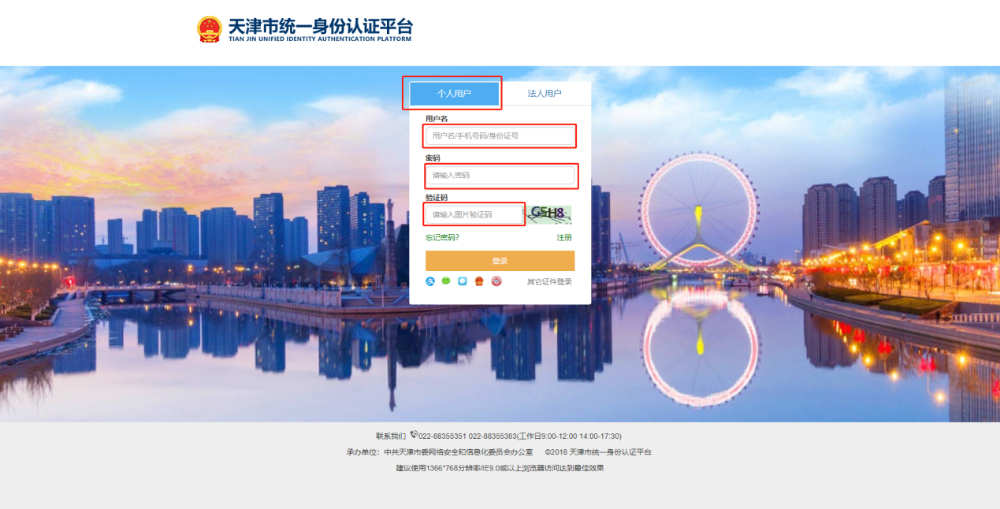 天津市统一身份认证平台
TIAN JIN UNIFIED IDENTITY AUTHENTICATION PLATFORM
个人用户 法人用户
用户名
用户名/手机号码/身份证号
密码
请输入密码
验证码
请输入图片验证码 G5H8
忘记密码? 注册
登录
其它证件登录
联系我们 022-88355351 022-88355383(工作日9:00-12:00 14:00-17:30)
承办单位：中共天津市委网络安全和信息化委员会办公室 ©2018 天津市统一身份认证平台.
建议使用1366*768分辨率/IE9.0或以上浏览器访问达到最佳效果